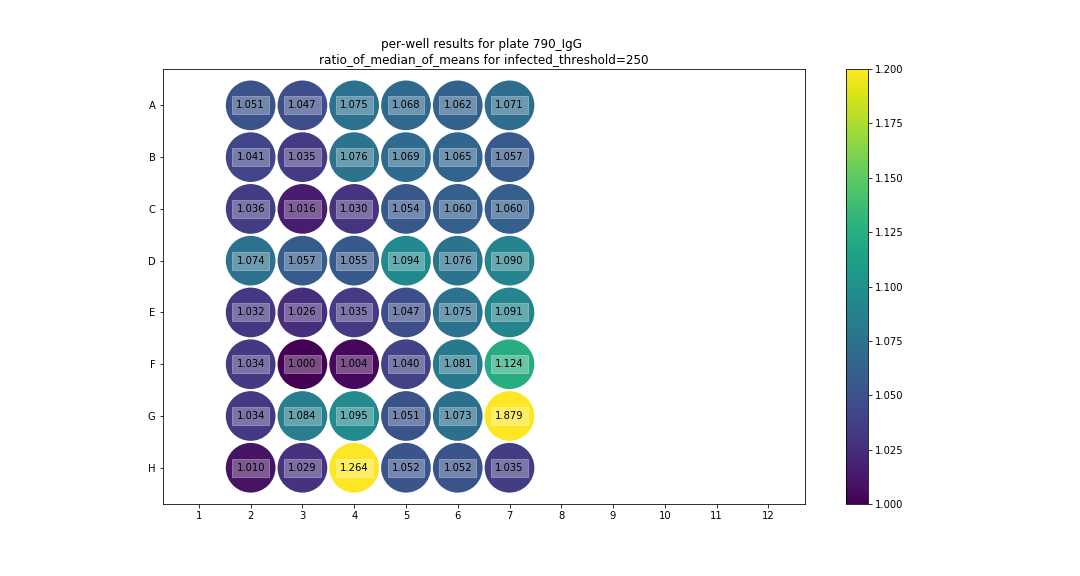 per-well results for plate 790_IgG
ratio_of_median_of_means for infected_threshold=250
A 1.051 1.047 1.075 1.068 1.062 1.071
B 1.041 1.035 1.076 1.069 1.065 1.057
C 1.036 1.016 1.030 1.054 1.060 1.060
D 1.074 1.057 1.055 1.094 1.076 1.090
E 1.032 1.026 1.035 1.047 1.075 1.091
F 1.034 1.000 1.004 1.040 1.081 1.124
G 1.034 1.084 1.095 1.051 1.073 1.879
H 1.010 1.029 1.264 1.052 1.052 1.035
1 2 3 4 5 6 7 8 9 10 11 12
1.200
1.175
1.150
1.125
1.100
1.075
1.050
1.025
1.000